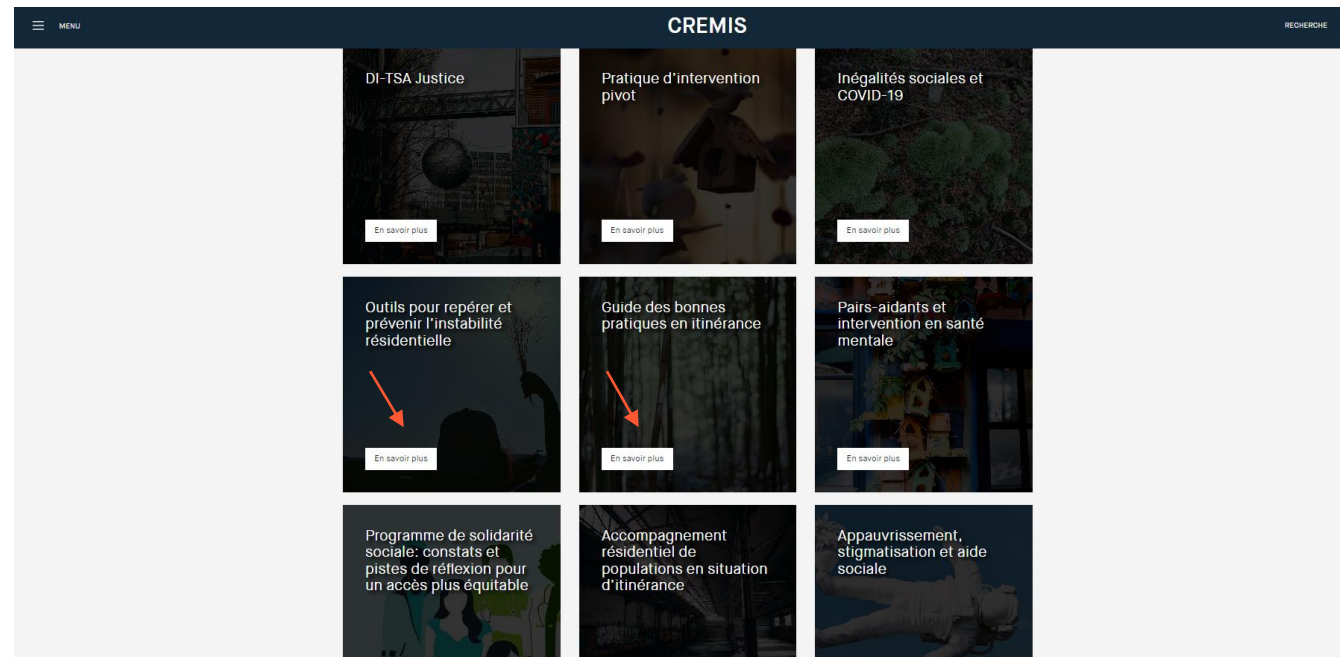 MENU
CREMIS
RECHERCHE
DI-TSA Justice
En savoir plus
Pratique d'intervention
pivot
En savoir plus
Inégalités sociales et
COVID-19
En savoir plus
Outils pour repérer et
prévenir l'instabilité
résidentielle
En savoir plus
Guide des bonnes
pratiques en itinérance
En savoir plus
Pairs-aidants et
intervention en santé
mentale
En savoir plus
Programme de solidarité
sociale: constats et
pistes de réflexion pour
un accès plus équitable
Accompagnement
résidentiel de
populations en situation
d'itinérance
Appauvrissement,
stigmatisation et aide
sociale